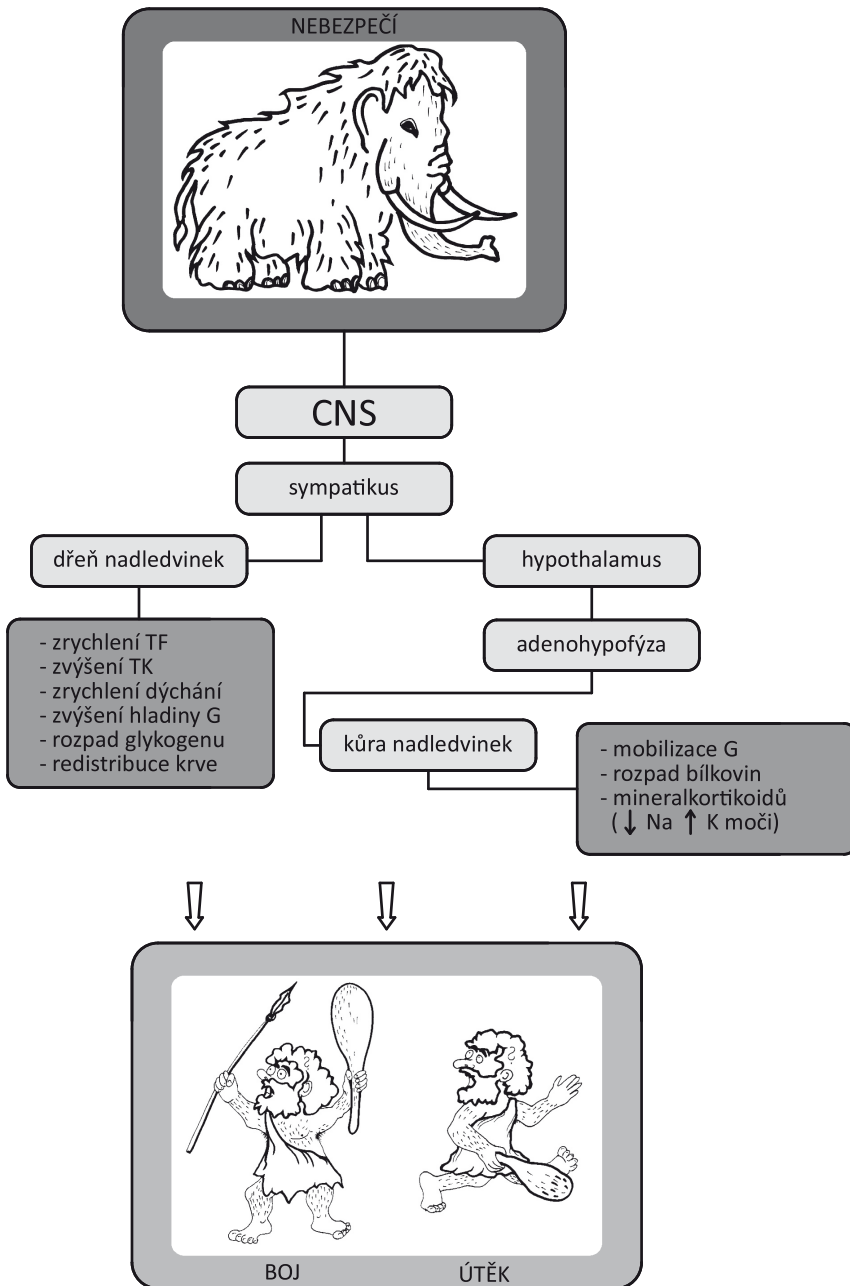 NEBEZPEČÍ
CNS
sympatikus
dřeň nadledvinek
hypothalamus
- zrychlení TF
- zvýšení TK
- zrychlení dýchání
- zvýšení hladiny G
- rozpad glykogenu
- redistribuce krve
adenohypofýza
kůra nadledvinek
- mobilizace G
- rozpad bílkovin
- mineralkortikoidů
(↓ Na ↑ K moči)
BOJ
ÚTĚK